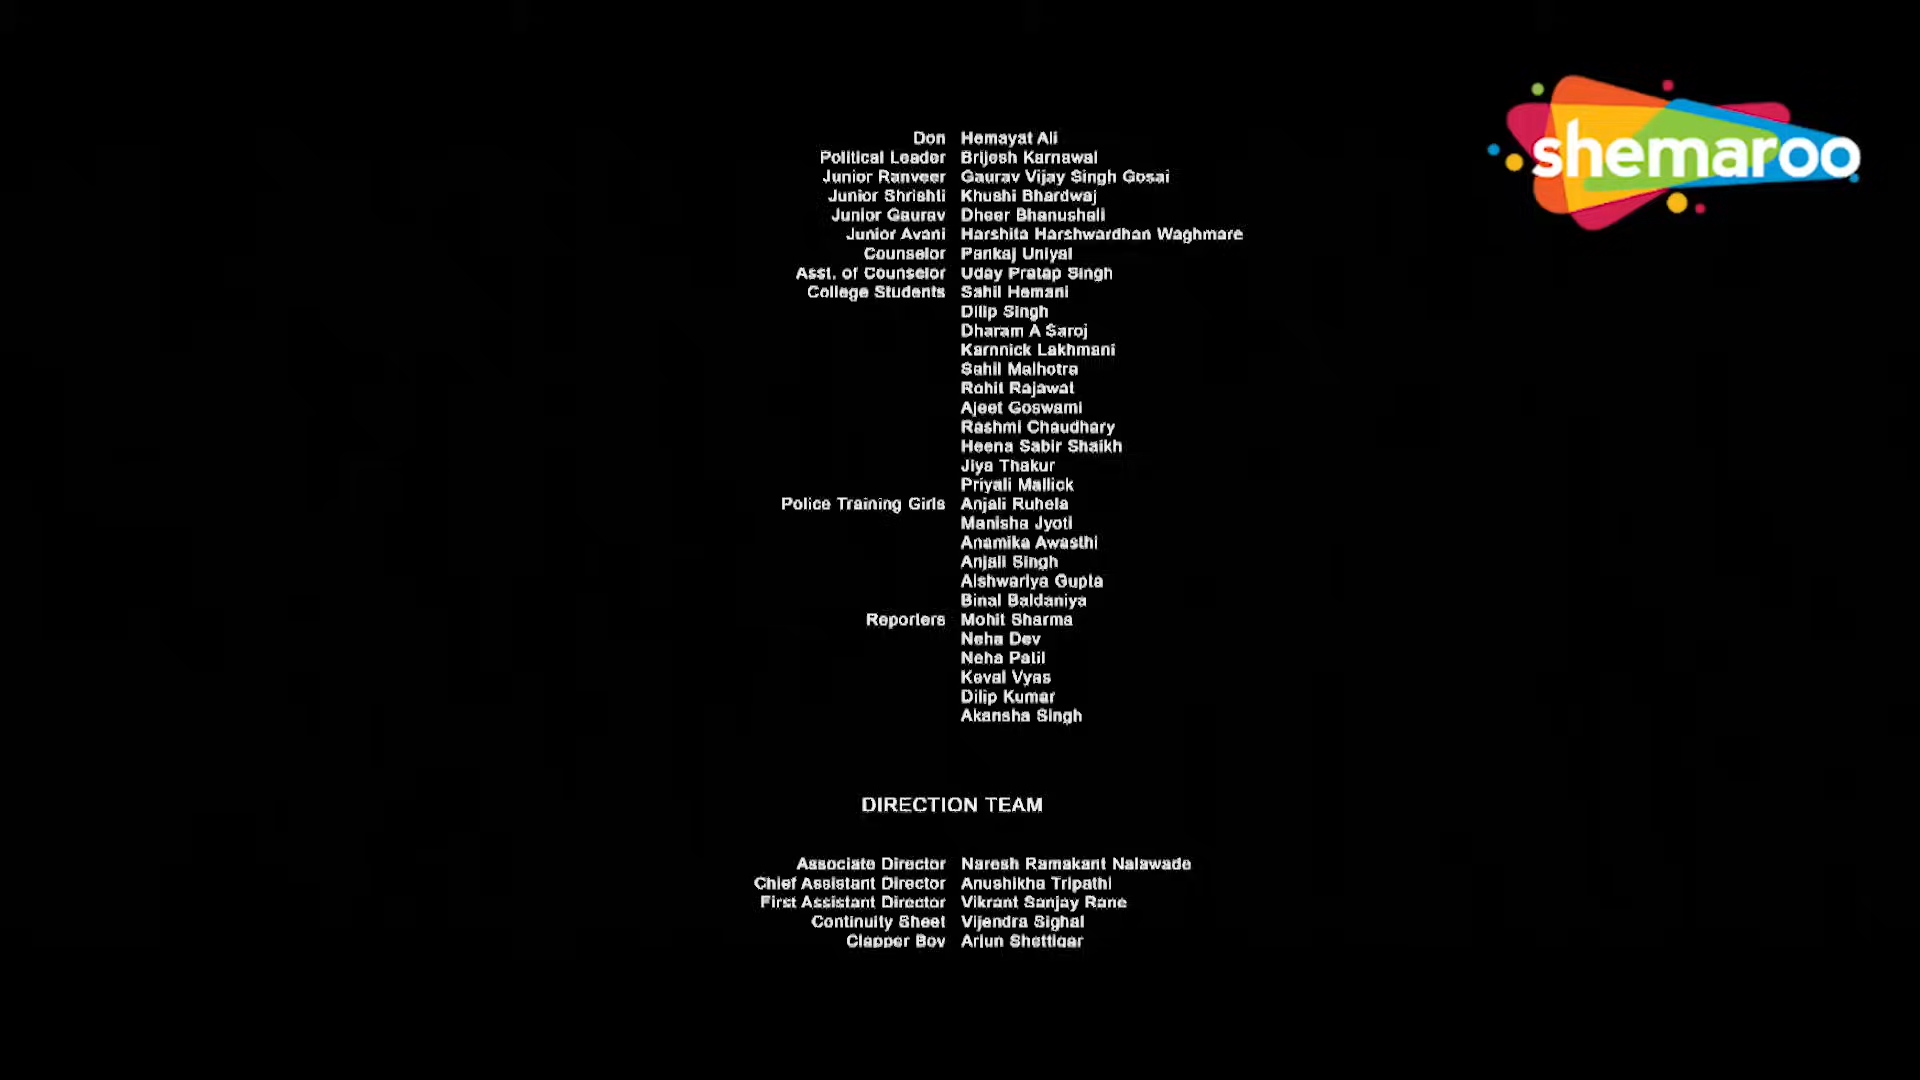 shemaroo
Don Hemayat Ali
Political Leader Brijesh Karnawal
Junior Ranveer Gaurav Vijay Singh Gosai
Junior Shrishti Khushi Bhardwaj
Junior Gaurav Dheer Bhanushali
Junior Avani Harshita Harshwardhan Waghmare
Counselor Pankaj Uniyal
Asst. of Counselor Uday Pratap Singh
College Students Sahil Hemani
Dilip Singh
Dharam A Saroj
Karnnick Lakhmani
Sahil Malhotra
Rohit Rajawat
Ajeet Goswami
Rashmi Chaudhary
Heena Sabir Shaikh
Jiya Thakur
Priyali Mallick
Police Training Girls Anjali Ruhela
Manisha Jyoti
Anamika Awasthi
Anjali Singh
Aishwariya Gupta
Binal Baldaniya
Reporters Mohit Sharma
Neha Dev
Neha Patil
Keval Vyas
Dilip Kumar
Akansha Singh
DIRECTION TEAM
Associate Director Naresh Ramakant Nalawade
Chief Assistant Director Anushikha Tripathi
First Assistant Director Vikrant Sanjay Rane
Continuity Sheet Vijendra Sighal
Clapper Boy Arjun Shettigar